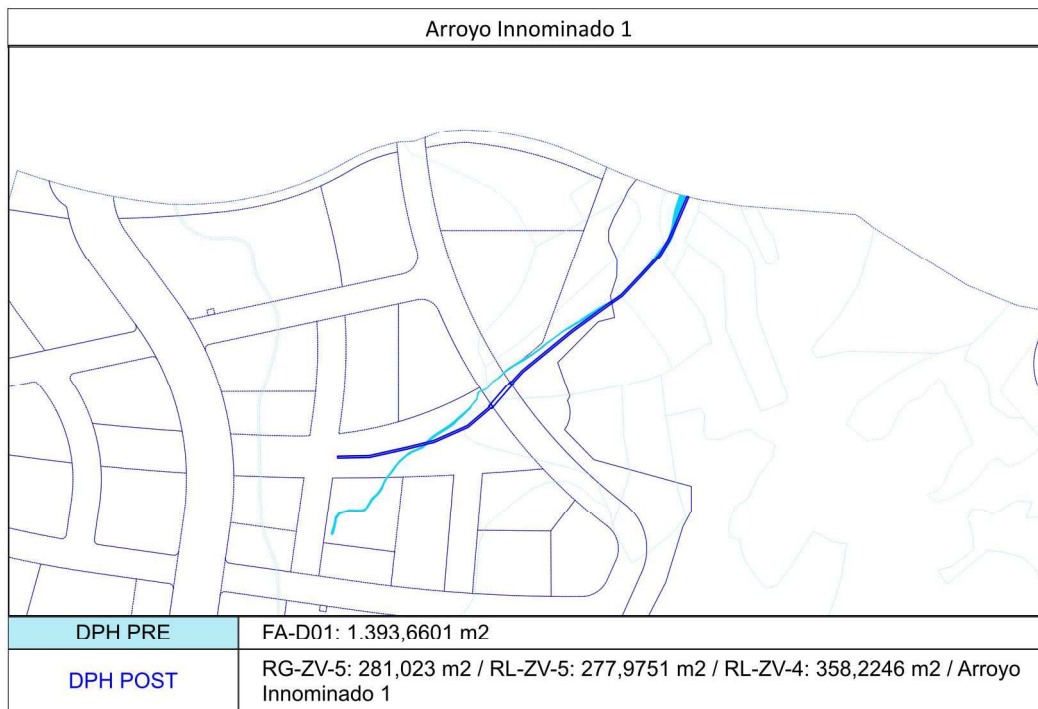 Arroyo Innominado 1
DPH PRE
FA-D01: 1.393,6601 m2
DPH POST
RG-ZV-5: 281,023 m2 / RL-ZV-5: 277,9751 m2 / RL-ZV-4: 358,2246 m2 / Arroyo
Innominado 1